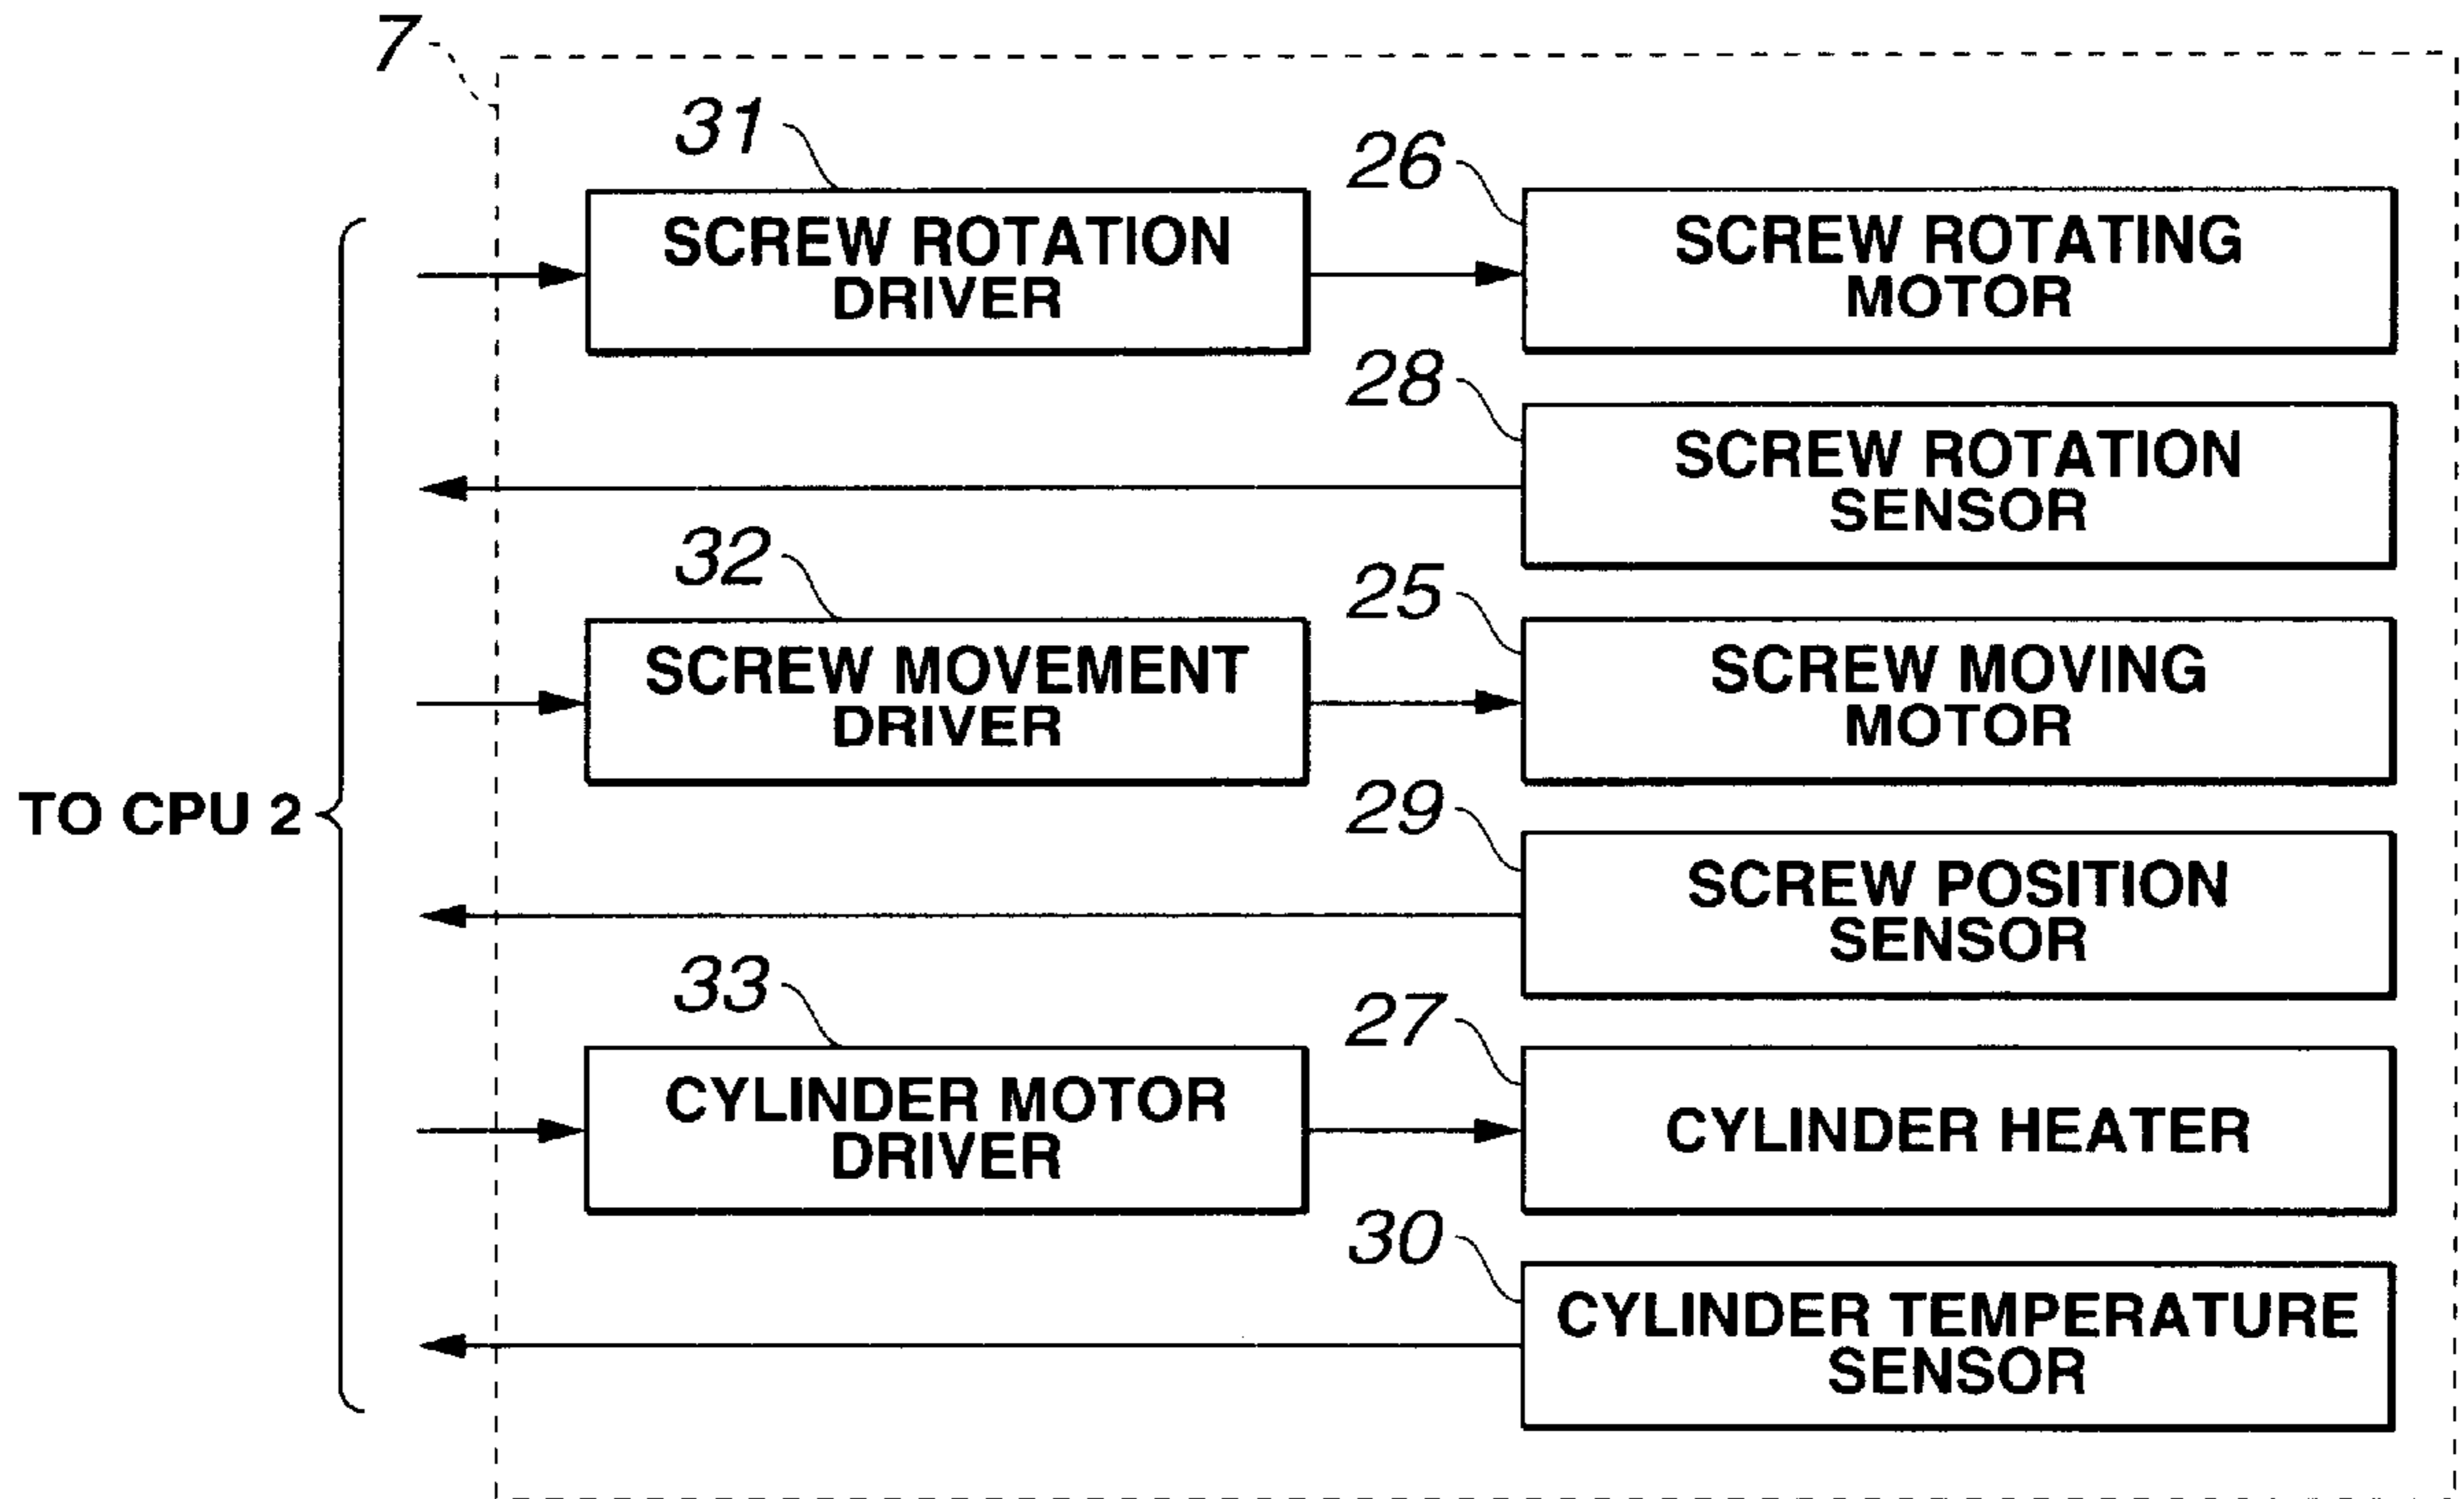 7
31
SCREW ROTATION
DRIVER
26
SCREW ROTATING
MOTOR
28
SCREW ROTATION
SENSOR
32
SCREW MOVEMENT
DRIVER
25
SCREW MOVING
MOTOR
TO CPU 2
29
SCREW POSITION
SENSOR
33
CYLINDER MOTOR
DRIVER
27
CYLINDER HEATER
30
CYLINDER TEMPERATURE
SENSOR